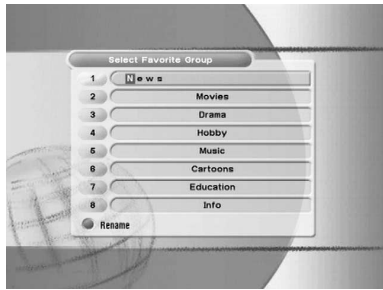 Select Favorite Group
1 News
2 Movies
3 Drama
4 Hobby
5 Music
6 Cartoons
7 Education
8 Info
Rename